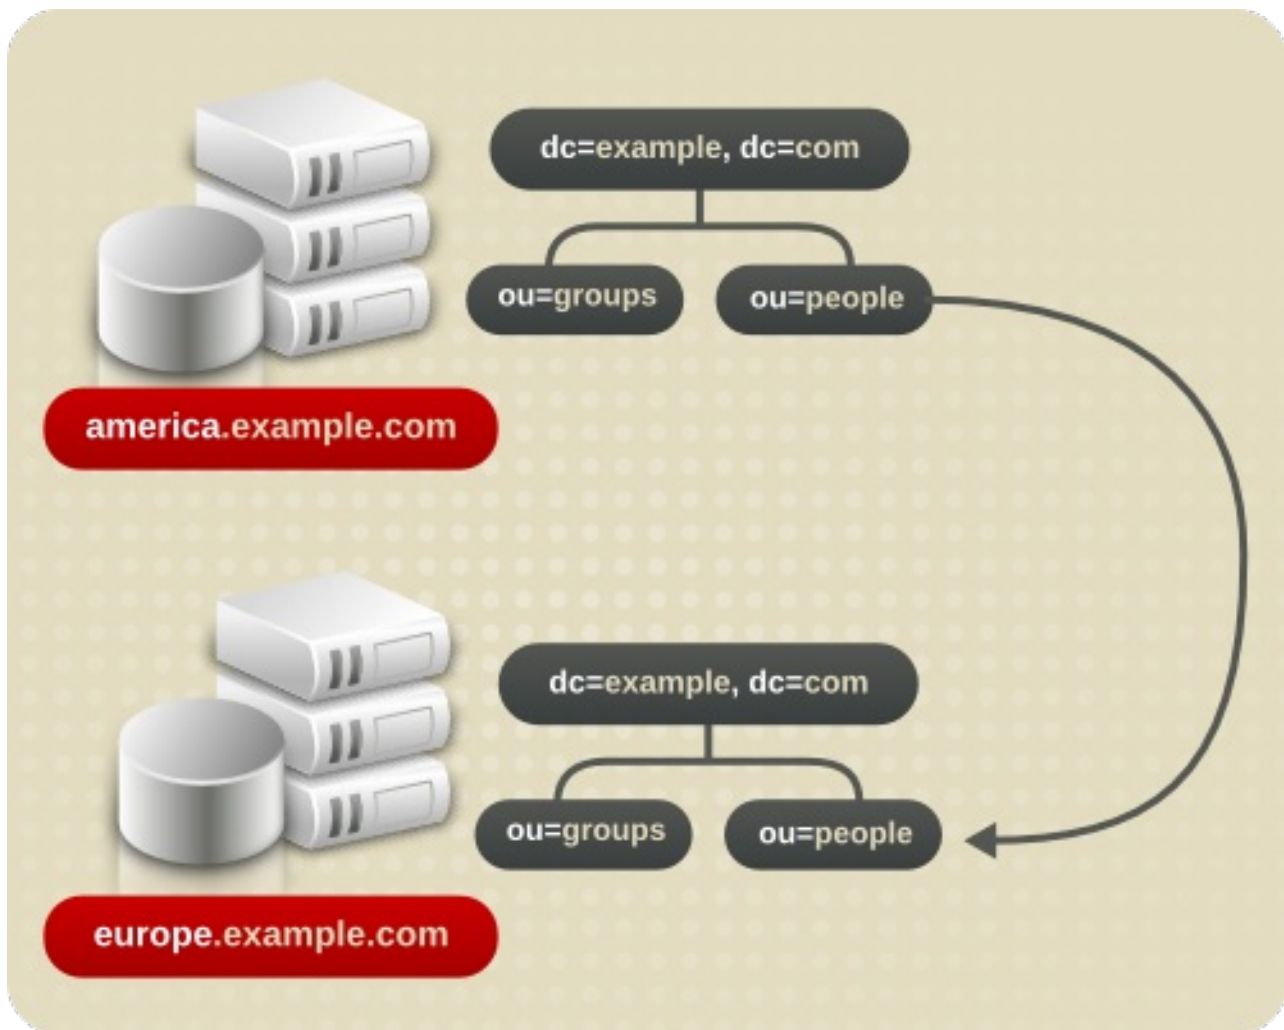 dc=example, dc=com
ou=groups
ou=people
america.example.com
dc=example, dc=com
ou=groups
ou=people
europe.example.com